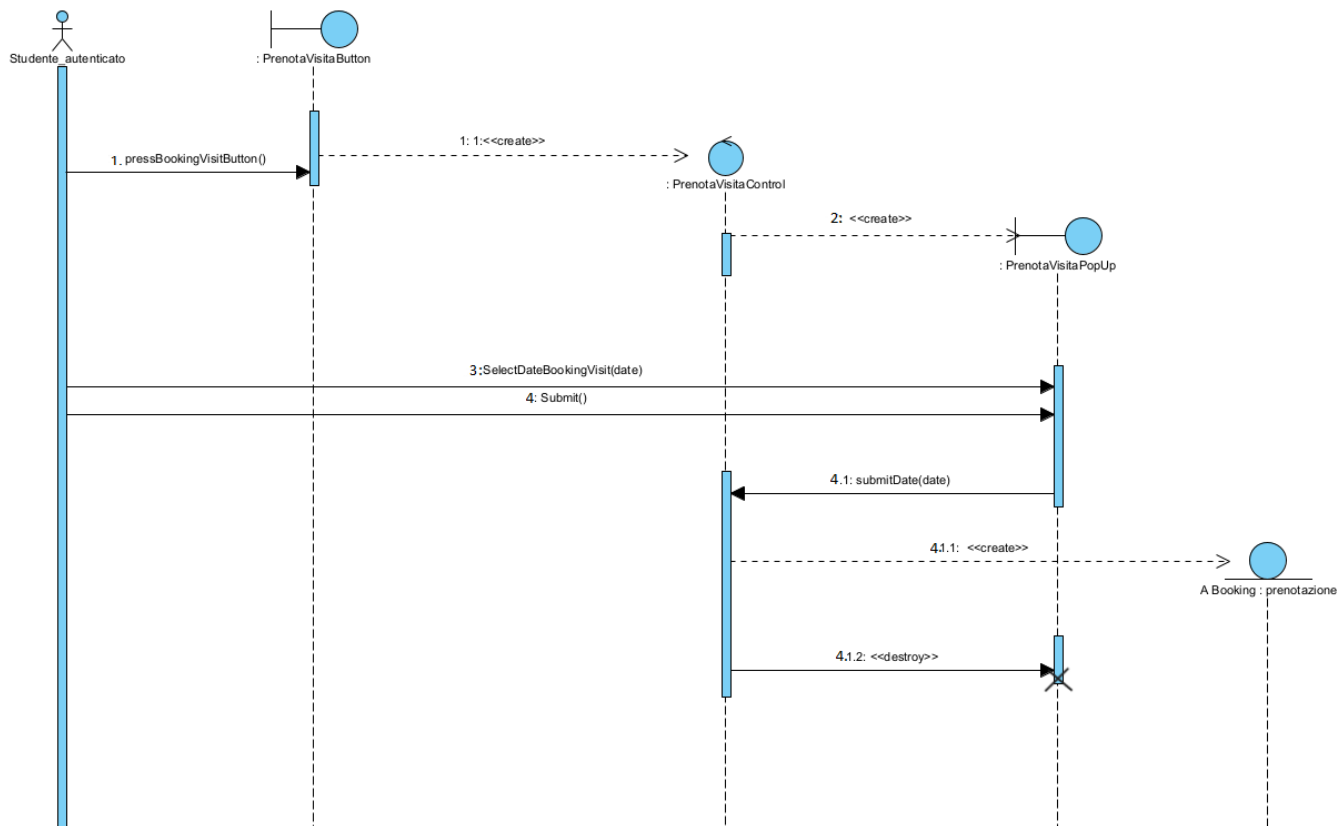 Studente_autenticato
: PrenotaVisitaButton
1: 1:<<create>>
1. pressBookingVisitButton()
: PrenotaVisitaControl
2: <<create>>
: PrenotaVisitaPopUp
3:SelectDateBookingVisit(date)
4: Submit()
4.1: submitDate(date)
4.1.1: <<create>>
A Booking : prenotazione
4.1.2: <<destroy>>